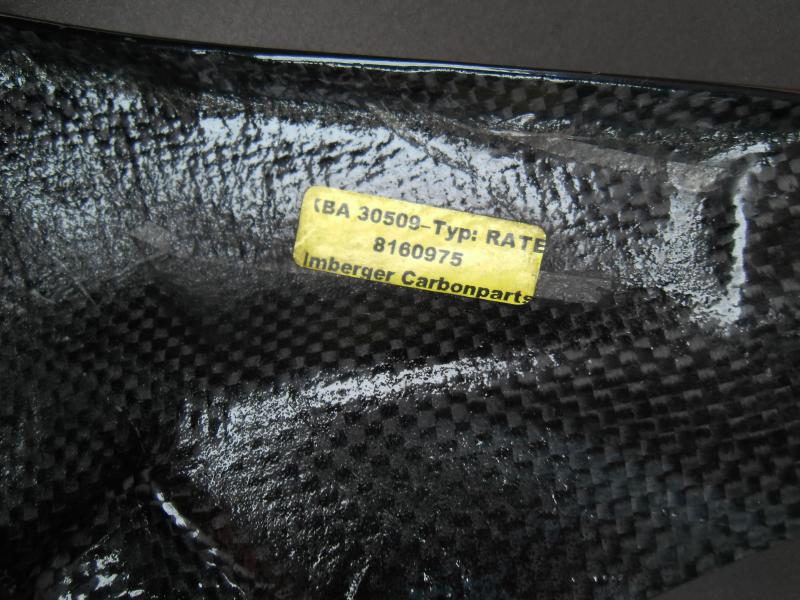 KBA 30509-Typ: RATE
8160975
Imberger Carbonparts